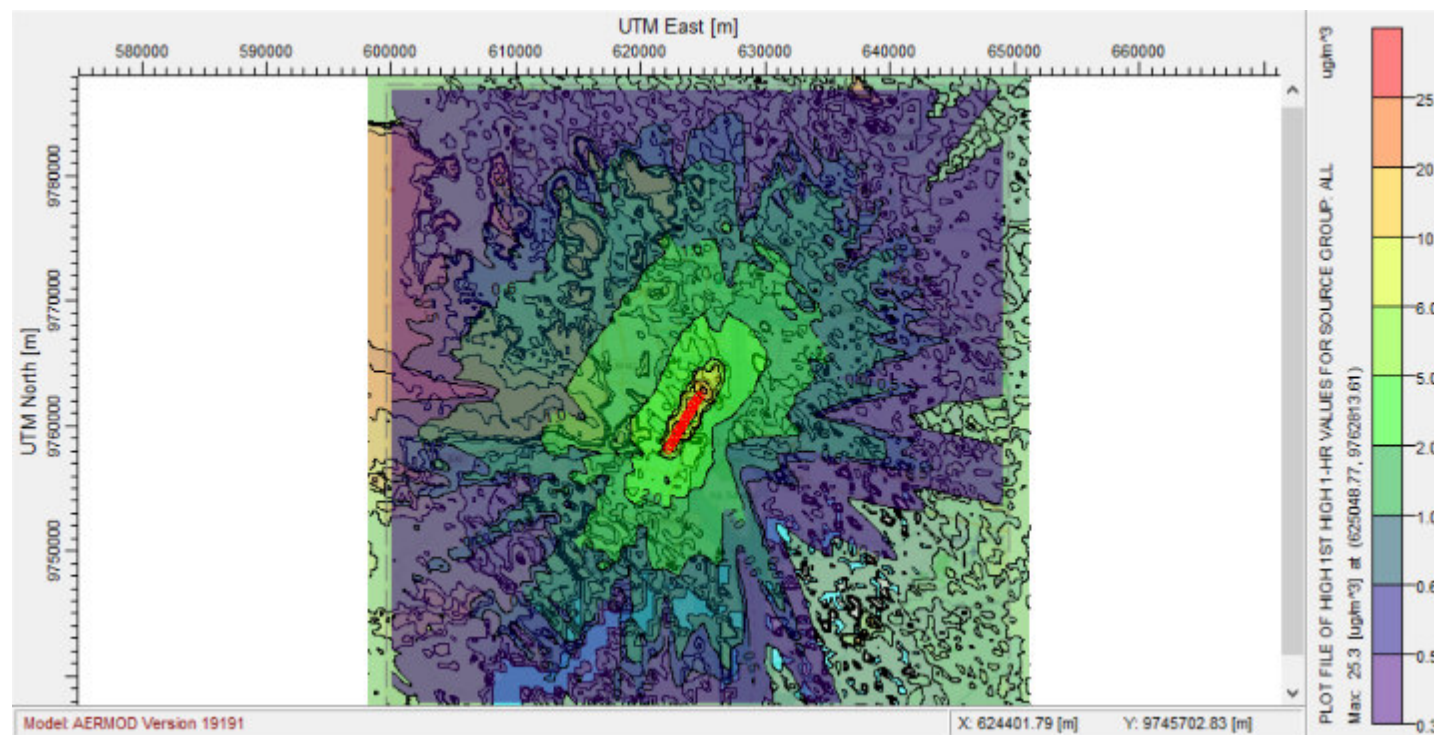 UTM East [m]
580000 590000 600000 610000 620000 630000 640000 650000 660000
UTM North [m]
9780000
9770000
9760000
9750000
ug/m^3
PLOT FILE OF HIGH 1ST HIGH 1-HR VALUES FOR SOURCE GROUP: ALL
Max: 25.3 [ug/m^3] at (625048.77, 9762813.61)
25
20
10
6.0
5.0
2.0
1.0
0.6
0.5
0.3
Model: AERMOD Version 19191
X: 624401.79 [m] Y: 9745702.83 [m]